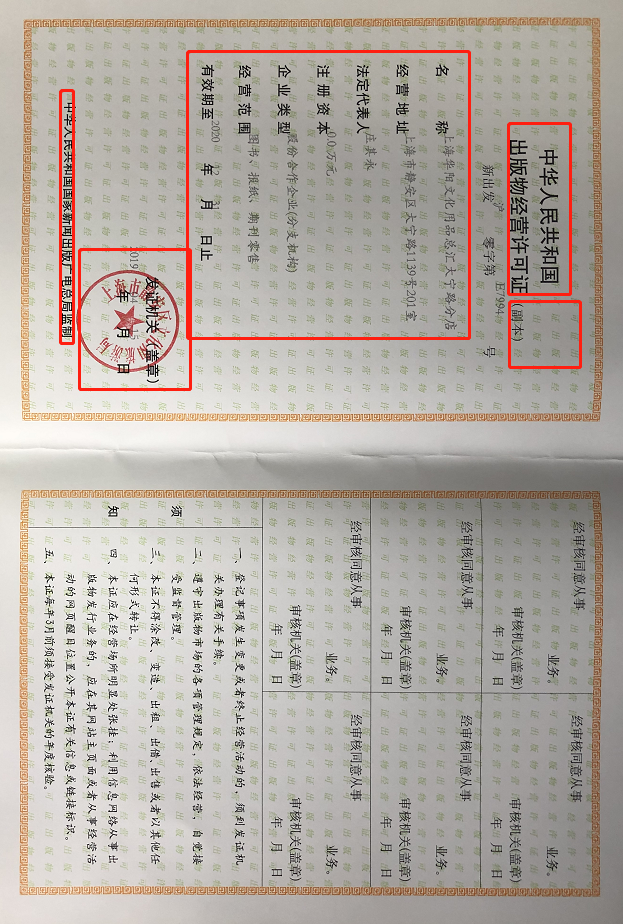 中华人民共和国
出版物经营许可证
(副本)
新出发 沪 零字第 E7994 号
名 称 上海华阳文化用品总汇大宁路分店
经营地址 上海市静安区大宁路1139号201室
法定代表人 庄其永
注册资本 0万元
企业类型 股份合作企业(分支机构)
经营范围 图书、报纸、期刊零售
有效期至 2020 年 12 月 31 日止
发证机关(盖章)
2019 年 04 月 日
中华人民共和国国家新闻出版广电总局监制
经审核同意从事
业务。
审核机关(盖章)
年 月 日
经审核同意从事
业务。
审核机关(盖章)
年 月 日
经审核同意从事
业务。
审核机关(盖章)
年 月 日
经审核同意从事
业务。
审核机关(盖章)
年 月 日
经审核同意从事
业务。
审核机关(盖章)
年 月 日
经审核同意从事
业务。
审核机关(盖章)
年 月 日
须知
一、登记事项发生变更或者终止经营活动的，须到发证机
关办理有关手续。
二、遵守出版物市场的各项管理规定，依法经营，自觉接
受监督管理。
三、本证不得涂改、变造、出租、出借、出售或者以其他任
何形式转让。
四、本证应在经营场所明显处张挂；利用信息网络从事出
版物发行业务的，应在其网站主页面或者从事经营活
动的网页醒目位置公开本证有关信息或链接标识。
五、本证每年3月前须接受发证机关的年度核验。